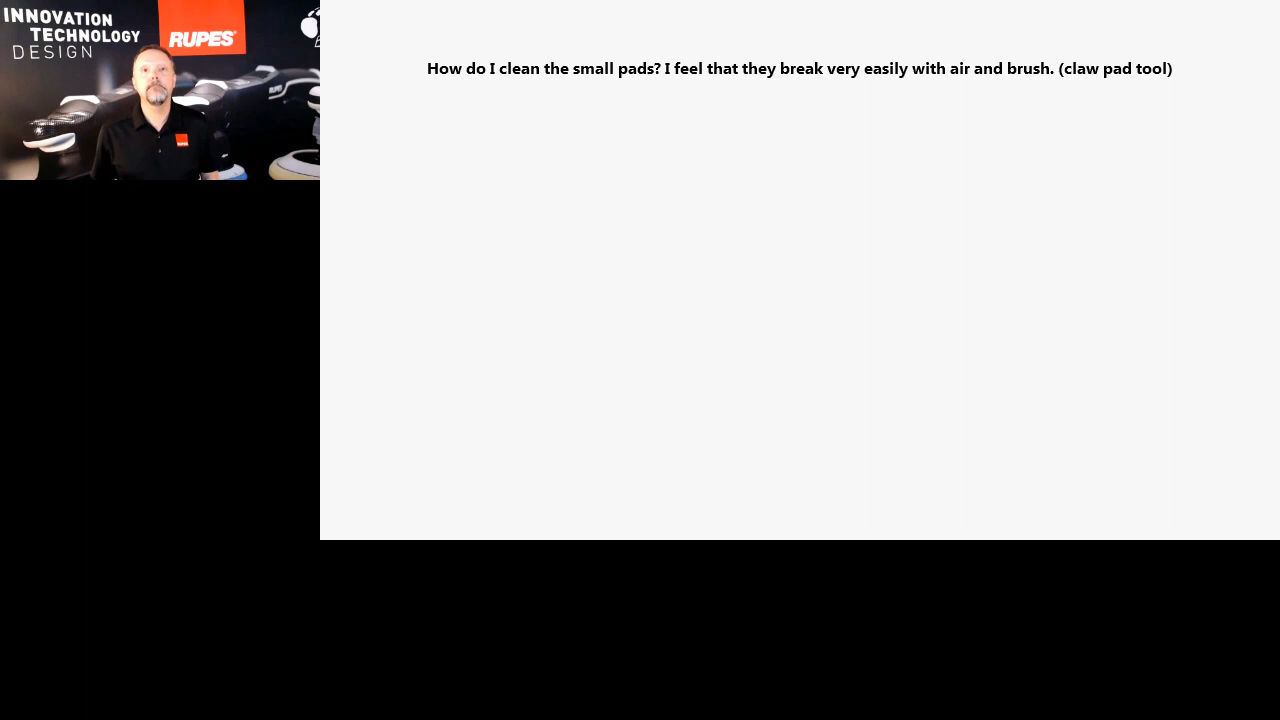 INNOVATION
TECHNOLOGY
DESIGN
RUPES
How do I clean the small pads? I feel that they break very easily with air and brush. (claw pad tool)